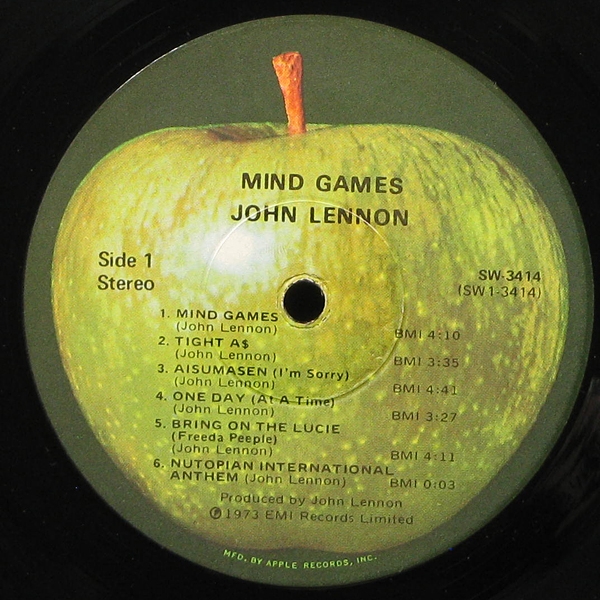 MIND GAMES
JOHN LENNON
Side 1
Stereo
SW-3414
(SW1-3414)
1. MIND GAMES
(John Lennon) BMI 4:10
2. TIGHT A$
(John Lennon) BMI 3:35
3. AISUMASEN (I'm Sorry)
(John Lennon) BMI 4:41
4. ONE DAY (At A Time)
(John Lennon) BMI 3:27
5. BRING ON THE LUCIE
(Freeda Peeple)
(John Lennon) BMI 4:11
6. NUTOPIAN INTERNATIONAL
ANTHEM (John Lennon) BMI 0:03
Produced by John Lennon
℗1973 EMI Records Limited
MFD. BY APPLE RECORDS, INC.